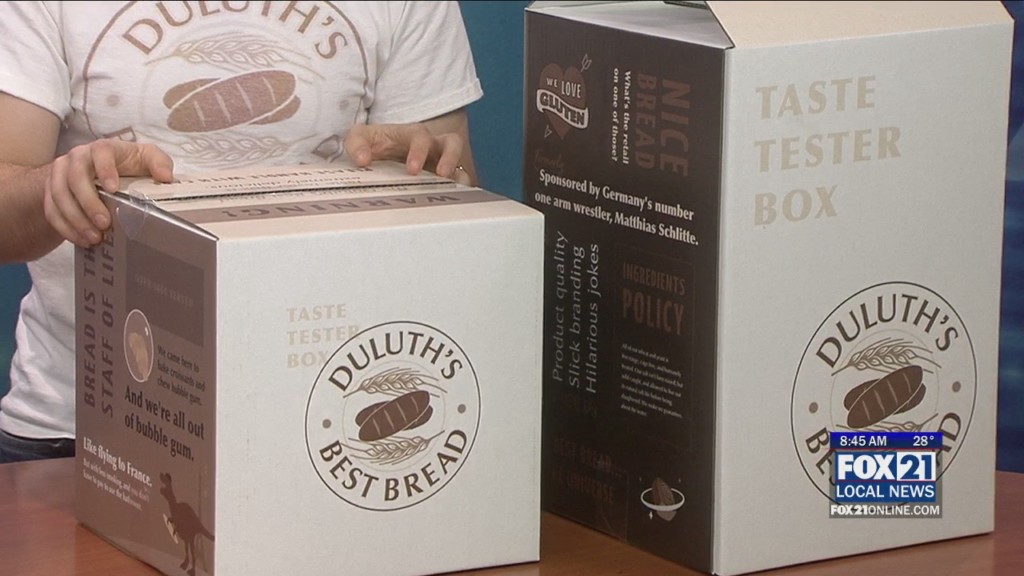 DULUTH'S
WARNING!
BREAD IS TH
STAFF OF LIFE
We came here to
bake croissants and
chew bubble gum.
And we're all out
of bubble gum.
Like flying to France.
TASTE
TESTER
BOX
DULUTH'S
BEST BREAD
WE LOVE
GLUTEN
NICE
BREAD
What's the retail
on one of those?
Sponsored by Germany's number
one arm wrestler, Matthias Schlitte.
Product quality
Slick branding
Hilarious jokes
INGREDIENTS
POLICY
TASTE
TESTER
BOX
DULUTH'S
BEST BREAD
8:45 AM 28°
FOX 21
LOCAL NEWS
FOX21ONLINE.COM